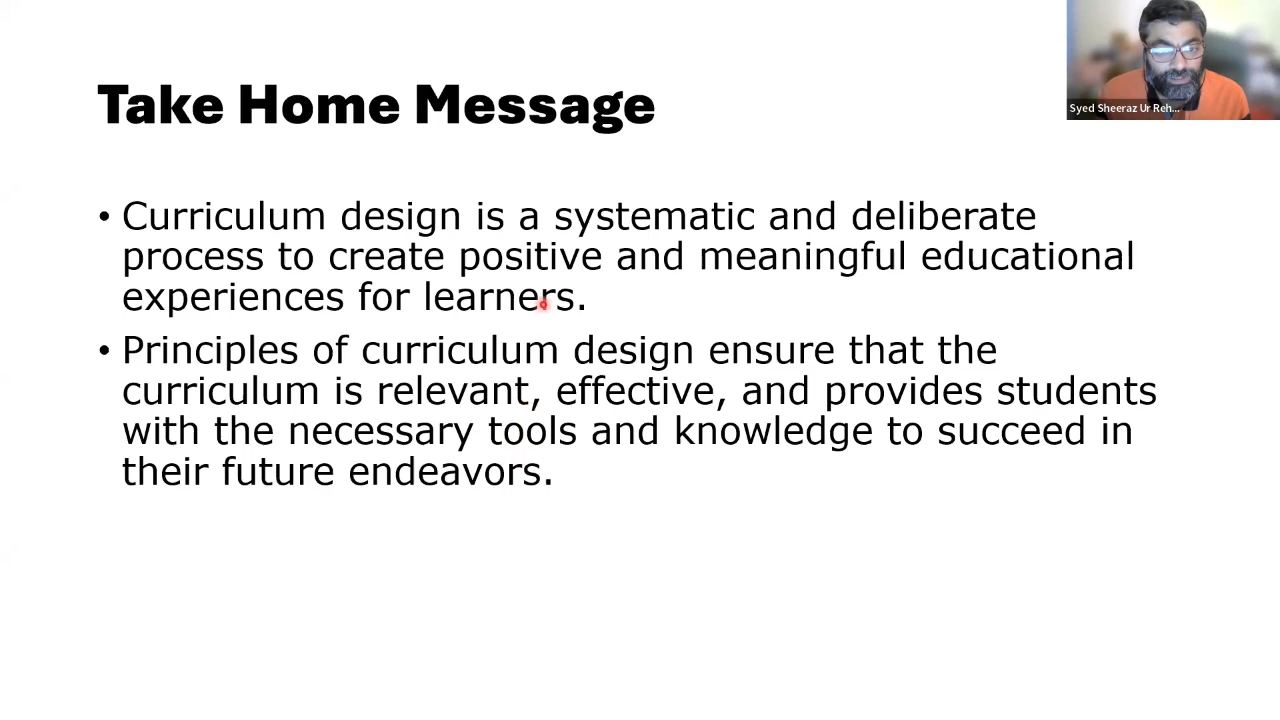 Take Home Message
Syed Sheeraz Ur Reh...
• Curriculum design is a systematic and deliberate
process to create positive and meaningful educational
experiences for learners.
• Principles of curriculum design ensure that the
curriculum is relevant, effective, and provides students
with the necessary tools and knowledge to succeed in
their future endeavors.